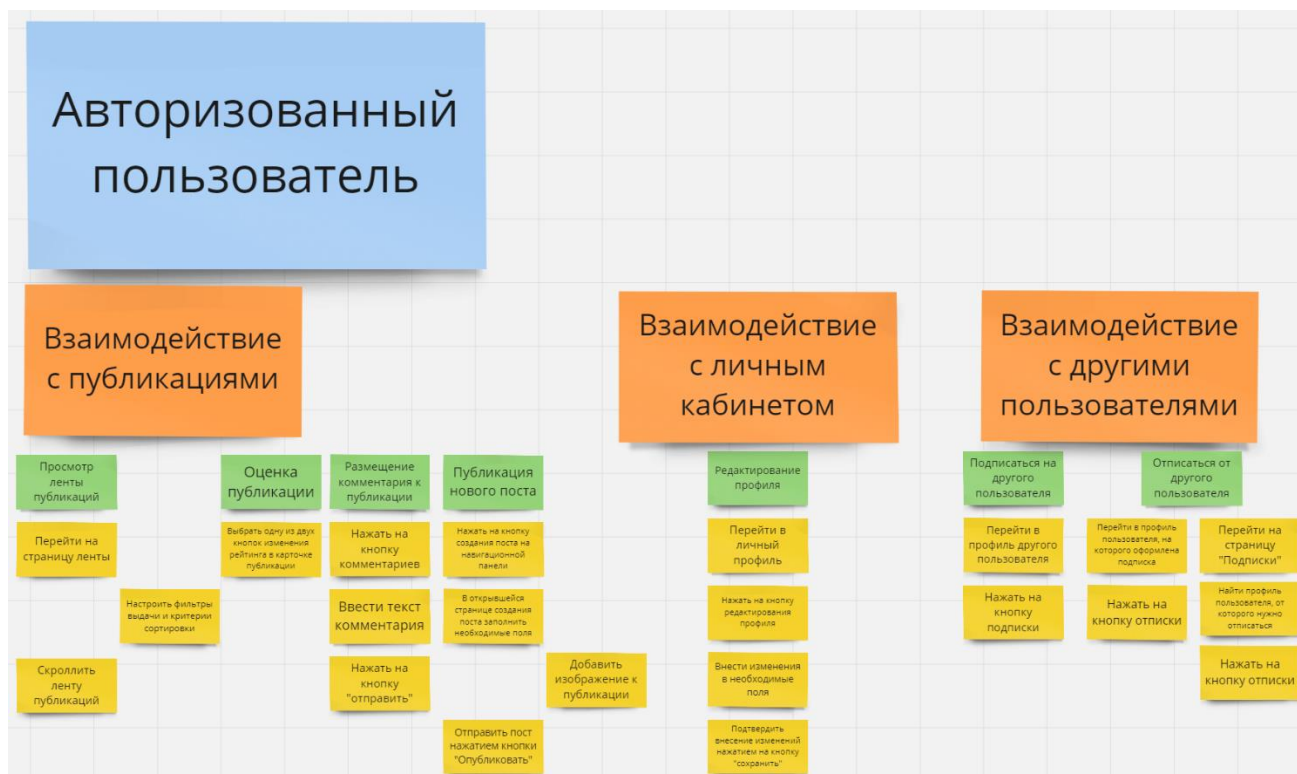 Авторизованный
пользователь
Взаимодействие
с публикациями
Взаимодействие
с личным
кабинетом
Взаимодействие
с другими
пользователями
Просмотр
ленты
публикаций
Оценка
публикации
Размещение
комментария к
публикации
Публикация
нового поста
Редактирование
профиля
Подписаться на
другого
пользователя
Отписаться от
другого
пользователя
Перейти на
страницу ленты
Выбрать одну из двух
кнопок изменения
рейтинга в карточке
публикации
Нажать на
кнопку
комментариев
Нажать на кнопку
создания поста на
навигационной
панели
Перейти в
личный
профиль
Перейти в
профиль другого
пользователя
Перейти в профиль
пользователя, на
которого оформлена
подписка
Перейти на
страницу
"Подписки"
Настроить фильтры
выдачи и критерии
сортировки
Ввести текст
комментария
В открывшейся
странице создания
поста заполнить
необходимые поля
Нажать на кнопку
редактирования
профиля
Нажать на
кнопку
подписки
Нажать на
кнопку отписки
Найти профиль
пользователя, от
которого нужно
отписаться
Скроллить
ленту
публикаций
Нажать на
кнопку
"отправить"
Добавить
изображение к
публикации
Внести изменения
в необходимые
поля
Нажать на
кнопку отписки
Отправить пост
нажатием кнопки
"Опубликовать"
Подтвердить
внесение изменений
нажатием на кнопку
"сохранить"